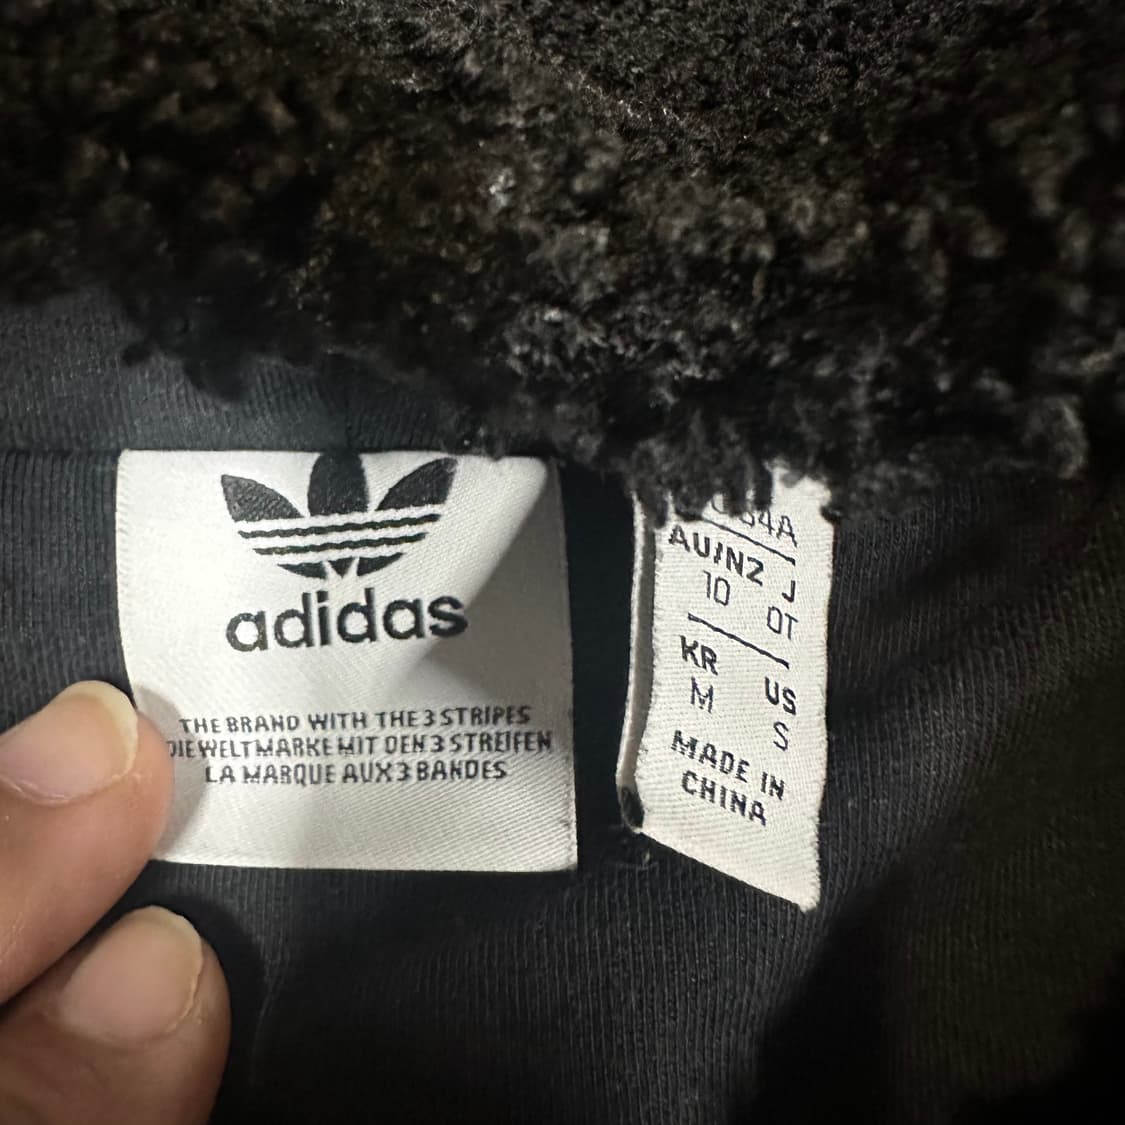 adidas
THE BRAND WITH THE 3 STRIPES
DIE WELTMARKE MIT DEN 3 STREIFEN
LA MARQUE AUX 3 BANDES
AU/NZ J
10 OT
KR US
M S
MADE IN
CHINA